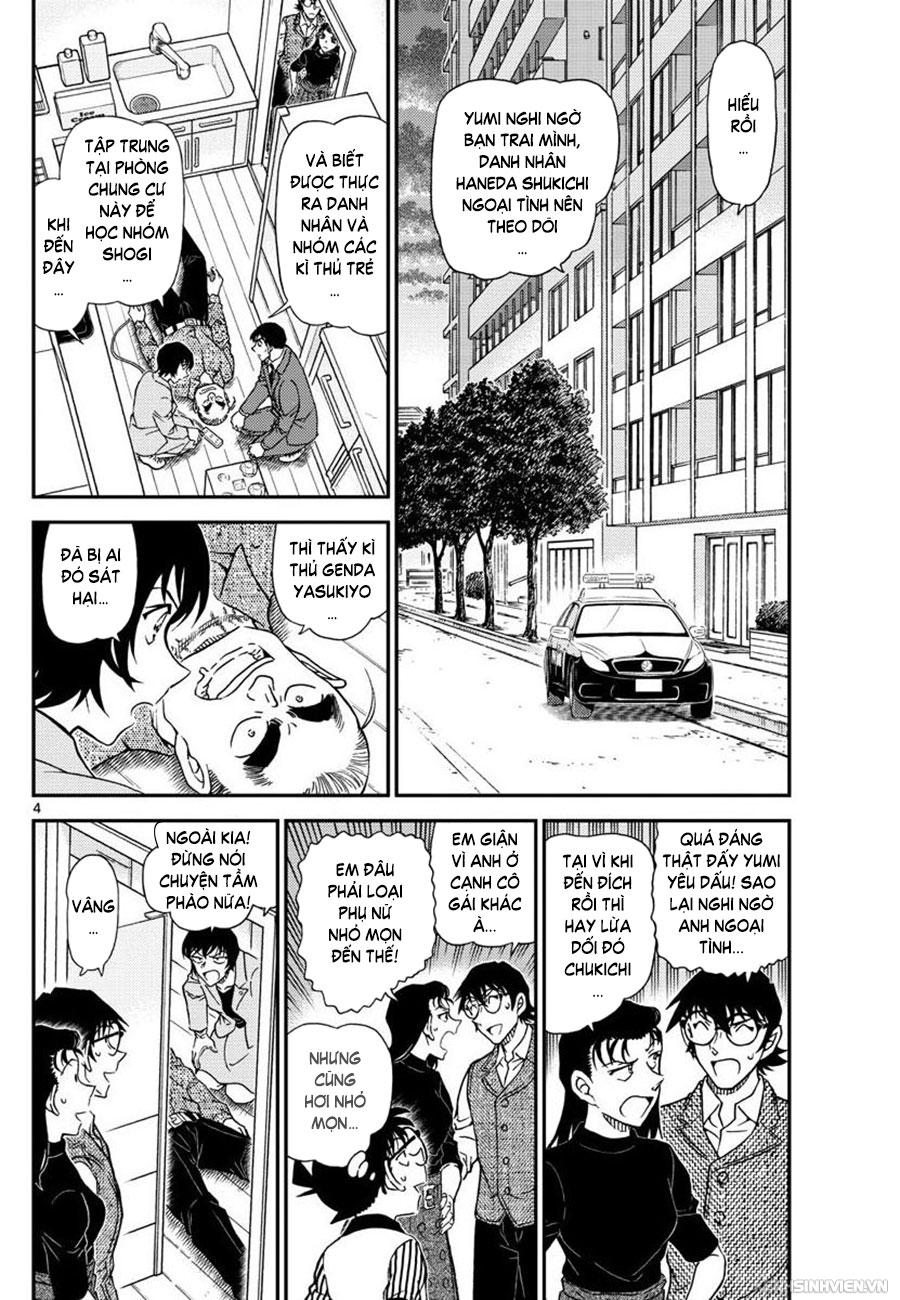 HIỂU
RỒI
...
YUMI NGHI NGỜ
BẠN TRAI MÌNH,
DANH NHÂN
HANEDA SHUKICHI
NGOẠI TÌNH NÊN
THEO DÕI
...
VÀ BIẾT
ĐƯỢC THỰC
RA DANH
NHÂN VÀ
NHÓM CÁC
KÌ THỦ TRẺ
...
TẬP TRUNG
TẠI PHÒNG
CHUNG CƯ
NÀY ĐỂ
HỌC NHÓM
SHOGI
...
KHI
ĐẾN
ĐÂY
...
THÌ THẤY KÌ
THỦ GENDA
YASUKIYO
...
ĐÃ BỊ AI
ĐÓ SÁT
HẠI...
4
QUÁ ĐÁNG
THẬT ĐẤY YUMI
YÊU DẤU! SAO
LẠI NGHI NGỜ
ANH NGOẠI
TÌNH...
TẠI VÌ KHI
ĐẾN ĐÍCH
RỒI THÌ
HAY LỪA
DỐI ĐÓ
CHUKICHI
...
EM GIẬN
VÌ ANH Ở
CẠNH CÔ
GÁI KHÁC
À...
EM ĐÂU
PHẢI LOẠI
PHỤ NỮ
NHỎ MỌN
ĐẾN THẾ!
NHƯNG
CŨNG
HƠI NHỎ
MỌN...
NGOÀI KIA!
ĐỪNG NÓI
CHUYỆN TẦM
PHÀO NỮA!
VÂNG
...